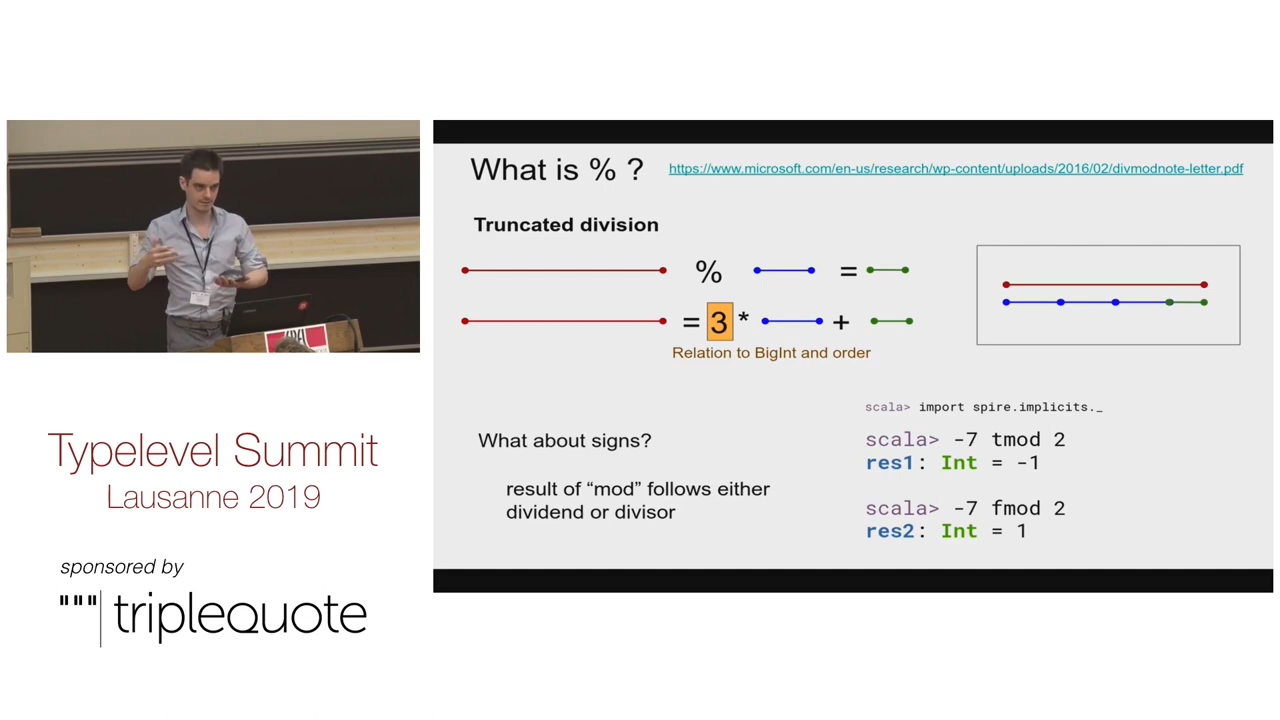 What is % ?
https://www.microsoft.com/en-us/research/wp-content/uploads/2016/02/divmodnote-letter.pdf
Truncated division
% =
= 3 * +
Relation to BigInt and order
What about signs?
result of “mod” follows either
dividend or divisor
scala> import spire.implicits._
scala> -7 tmod 2
res1: Int = -1
scala> -7 fmod 2
res2: Int = 1
Typelevel Summit
Lausanne 2019
sponsored by
"""|triplequote